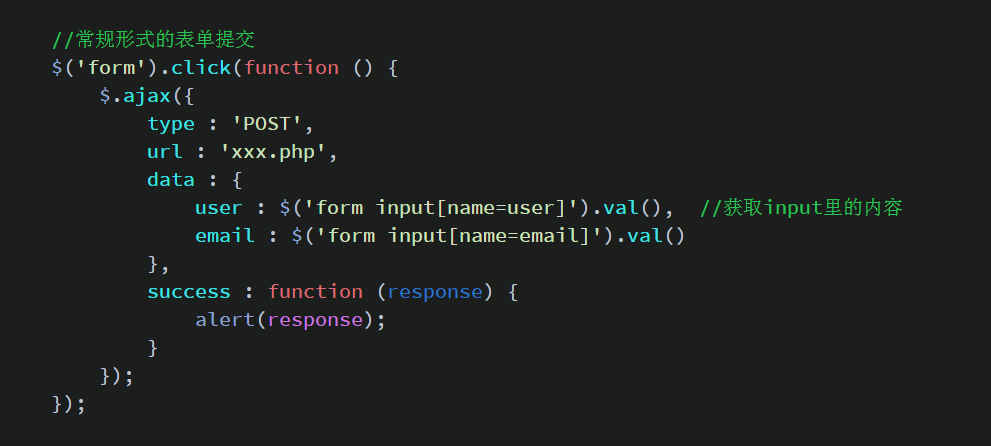 //常规形式的表单提交
$('form').click(function () {
    $.ajax({
        type : 'POST',
        url : 'xxx.php',
        data : {
            user : $('form input[name=user]').val(),  //获取input里的内容
            email : $('form input[name=email]').val()
        },
        success : function (response) {
            alert(response);
        }
    });
});